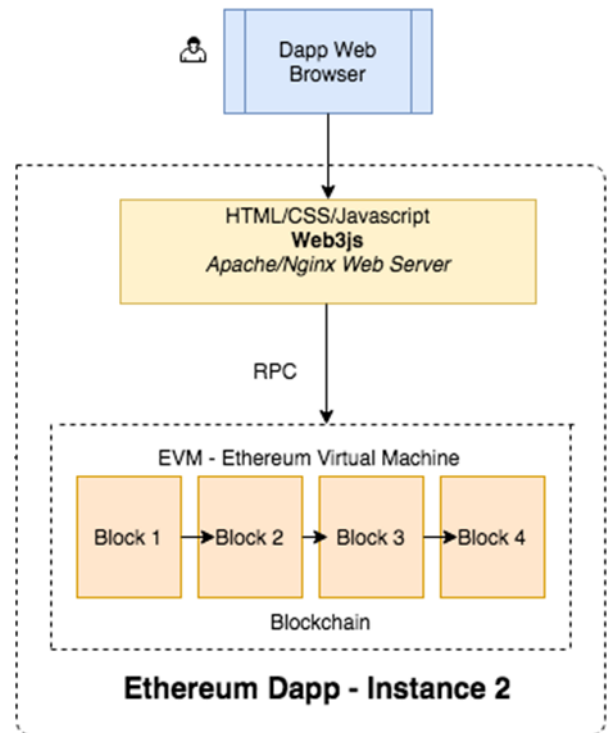 Dapp Web
Browser
HTML/CSS/Javascript
Web3js
Apache/Nginx Web Server
RPC
EVM - Ethereum Virtual Machine
Block 1
Block 2
Block 3
Block 4
Blockchain
Ethereum Dapp - Instance 2